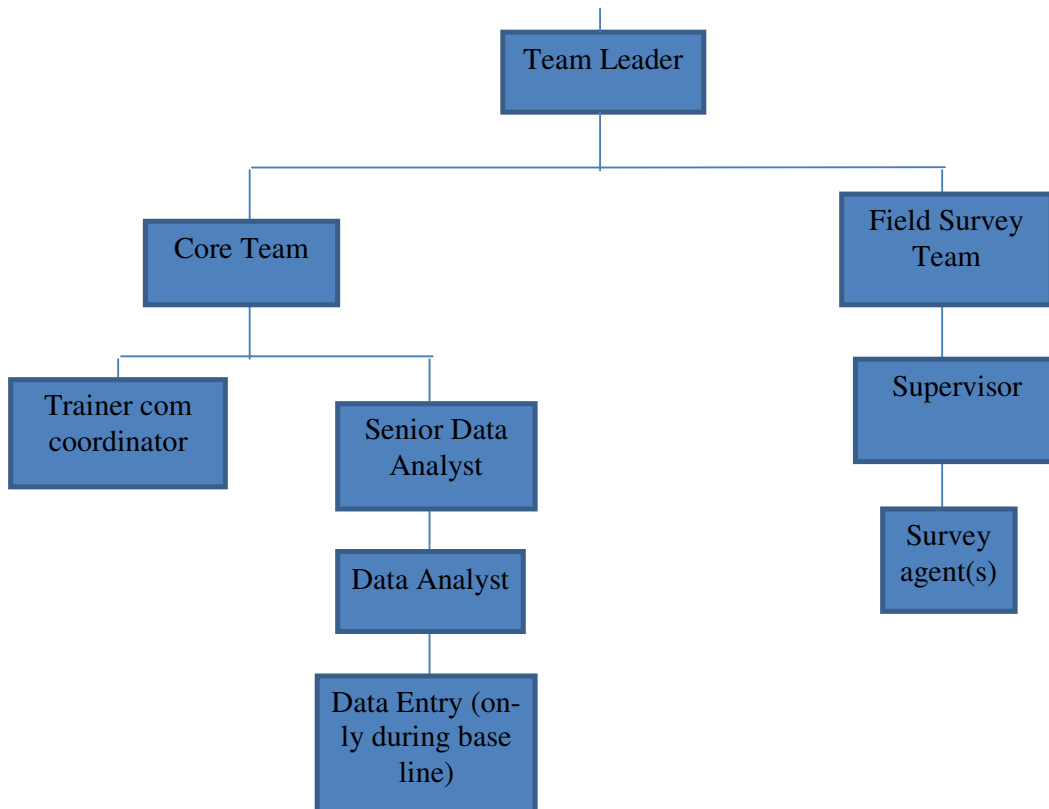 Team Leader
Core Team
Field Survey
Team
Trainer com
coordinator
Senior Data
Analyst
Supervisor
Data Analyst
Survey
agent(s)
Data Entry (on-
ly during base
line)